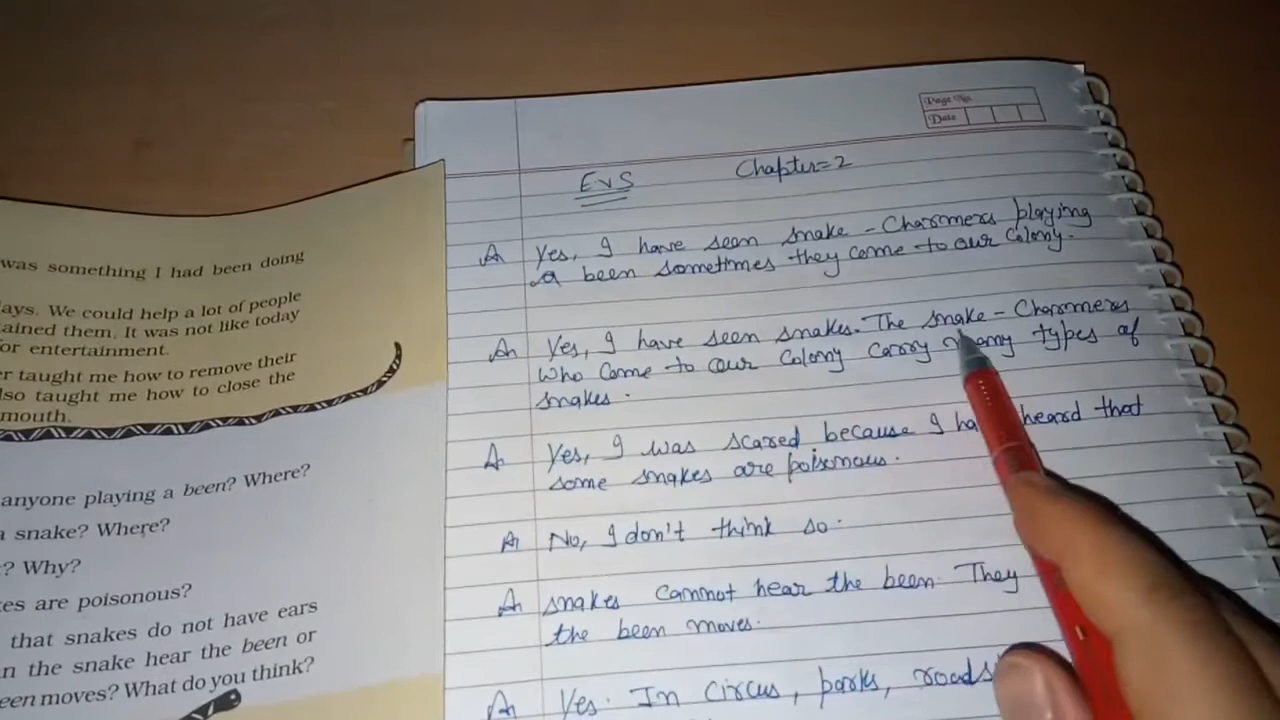 was something I had been doing
ays. We could help a lot of people
ained them. It was not like today
or entertainment.
er taught me how to remove their
lso taught me how to close the
mouth.
anyone playing a been? Where?
a snake? Where?
? Why?
kes are poisonous?
that snakes do not have ears
n the snake hear the been or
een moves? What do you think?
Page No.
Date
EVS Chapter=2
A Yes, I have seen snake - Charmers playing
a been sometimes they come to our Colony.
A Yes, I have seen snakes. The snake - Charmers
who come to our Colony carry many types of
snakes.
A Yes, I was scared because I ha heard that
some snakes are poisonous.
A No, I don't think so.
A snakes cannot hear the been. They
the been moves.
A Yes. In Circus, parks, roads